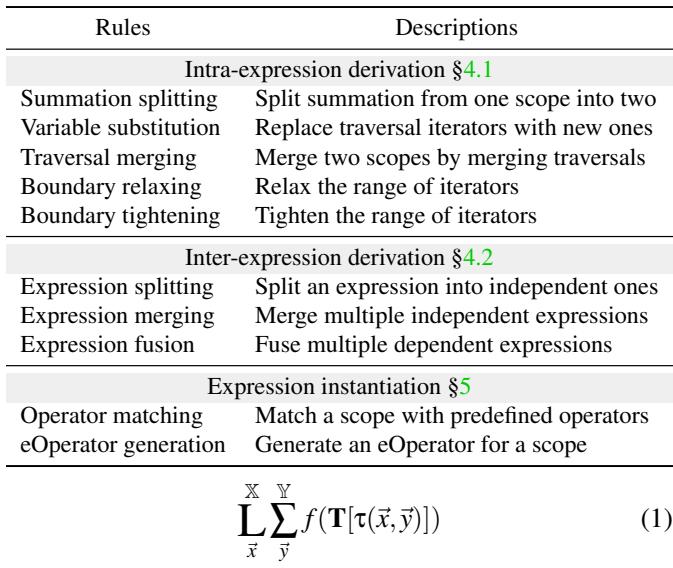 Rules Descriptions
Intra-expression derivation §4.1
Summation splitting Split summation from one scope into two
Variable substitution Replace traversal iterators with new ones
Traversal merging Merge two scopes by merging traversals
Boundary relaxing Relax the range of iterators
Boundary tightening Tighten the range of iterators
Inter-expression derivation §4.2
Expression splitting Split an expression into independent ones
Expression merging Merge multiple independent expressions
Expression fusion Fuse multiple dependent expressions
Expression instantiation §5
Operator matching Match a scope with predefined operators
eOperator generation Generate an eOperator for a scope
𝕏 𝕐
L ∑ f(T[τ(x⃗,y⃗)]) (1)
x⃗ y⃗